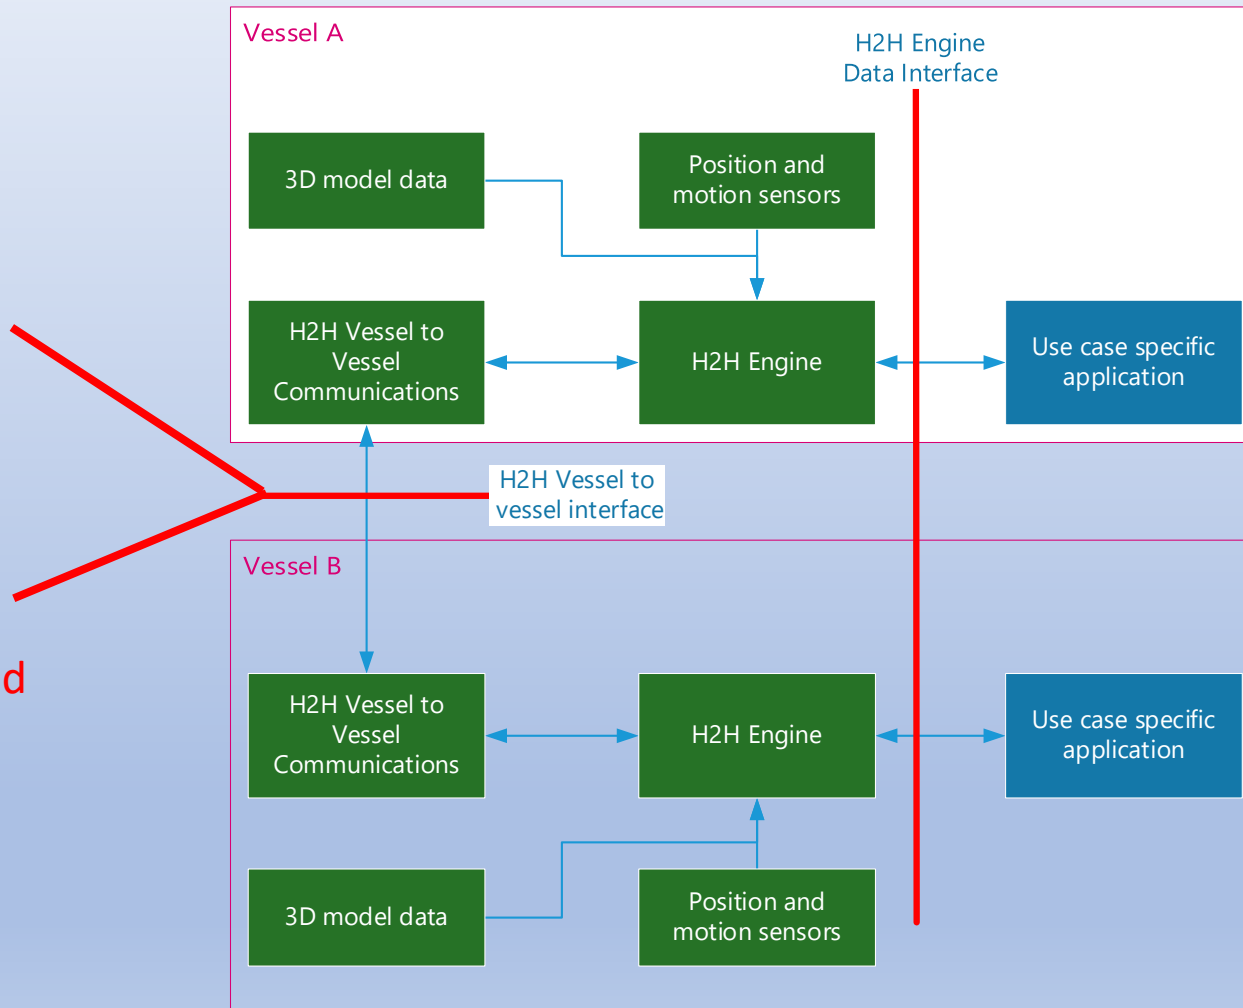 Vessel A
H2H Engine
Data Interface
3D model data
Position and
motion sensors
H2H Vessel to
Vessel
Communications
H2H Engine
Use case specific
application
H2H Vessel to
vessel interface
Vessel B
d
H2H Vessel to
Vessel
Communications
H2H Engine
Use case specific
application
3D model data
Position and
motion sensors